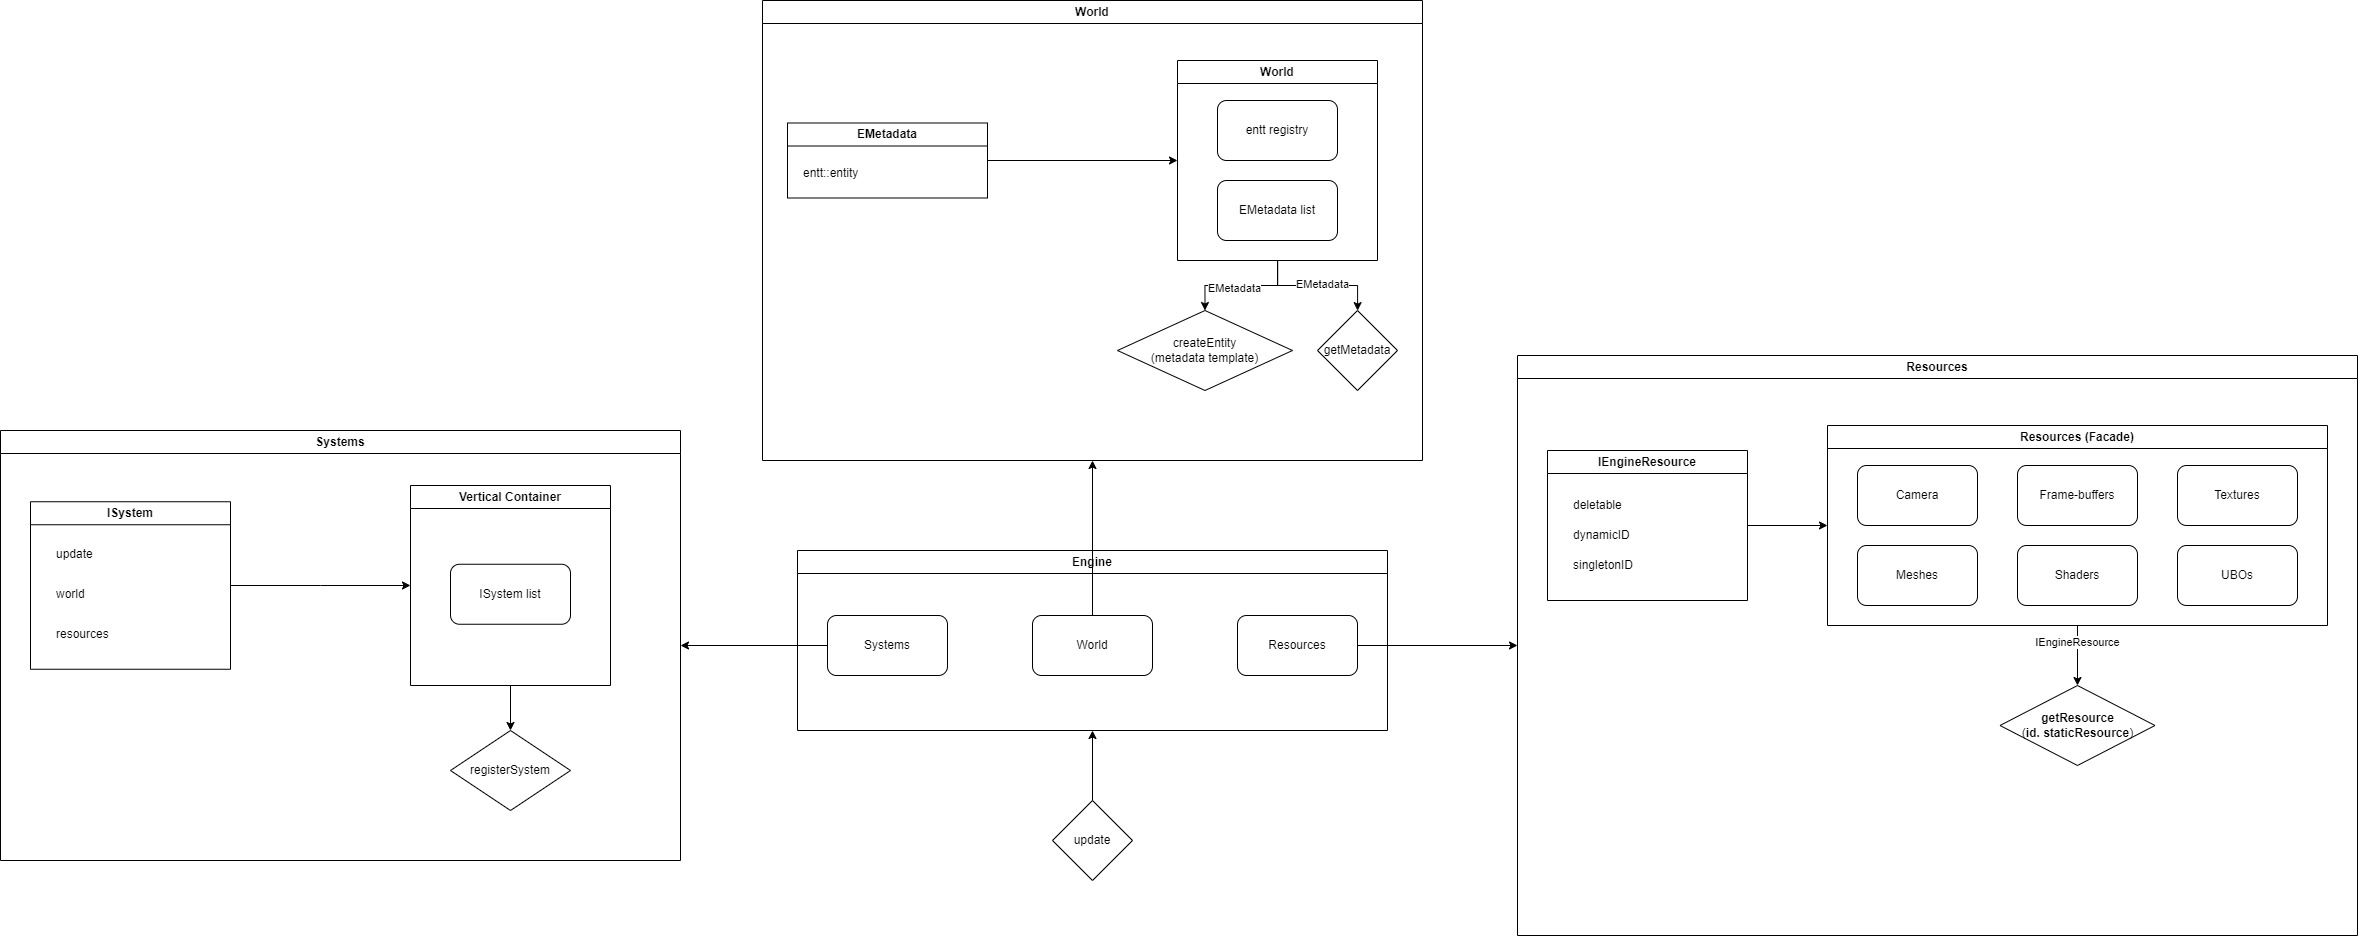 World
World
entt registry
EMetadata
entt::entity
EMetadata list
EMetadata
EMetadata
createEntity
(metadata template)
getMetadata
Systems
ISystem
update
world
resources
Vertical Container
ISystem list
registerSystem
Engine
Systems
World
Resources
update
Resources
IEngineResource
deletable
dynamicID
singletonID
Resources (Facade)
Camera
Frame-buffers
Textures
Meshes
Shaders
UBOs
IEngineResource
getResource
(id. staticResource)